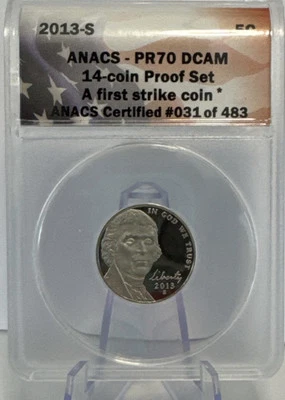 2013-S 5C
ANACS - PR70 DCAM
14-coin Proof Set
A first strike coin*
ANACS Certified #031 of 483
IN GOD WE TRUST
Liberty
2013
S